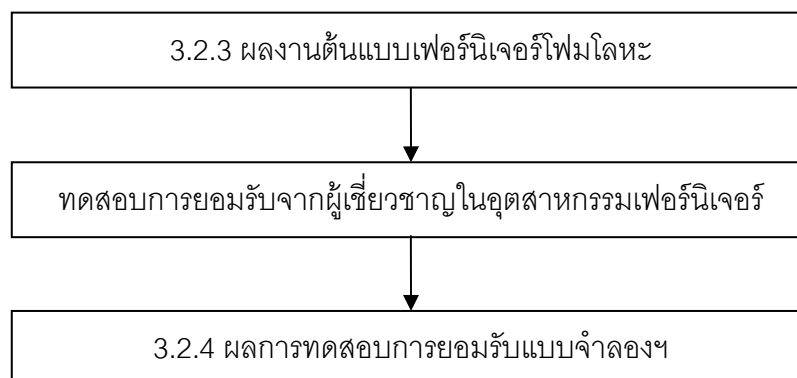 3.2.3 ผลงานต้นแบบเฟอร์นิเจอร์โฟมโลหะ
ทดสอบการยอมรับจากผู้เชี่ยวชาญในอุตสาหกรรมเฟอร์นิเจอร์
3.2.4 ผลการทดสอบการยอมรับแบบจำลองฯ